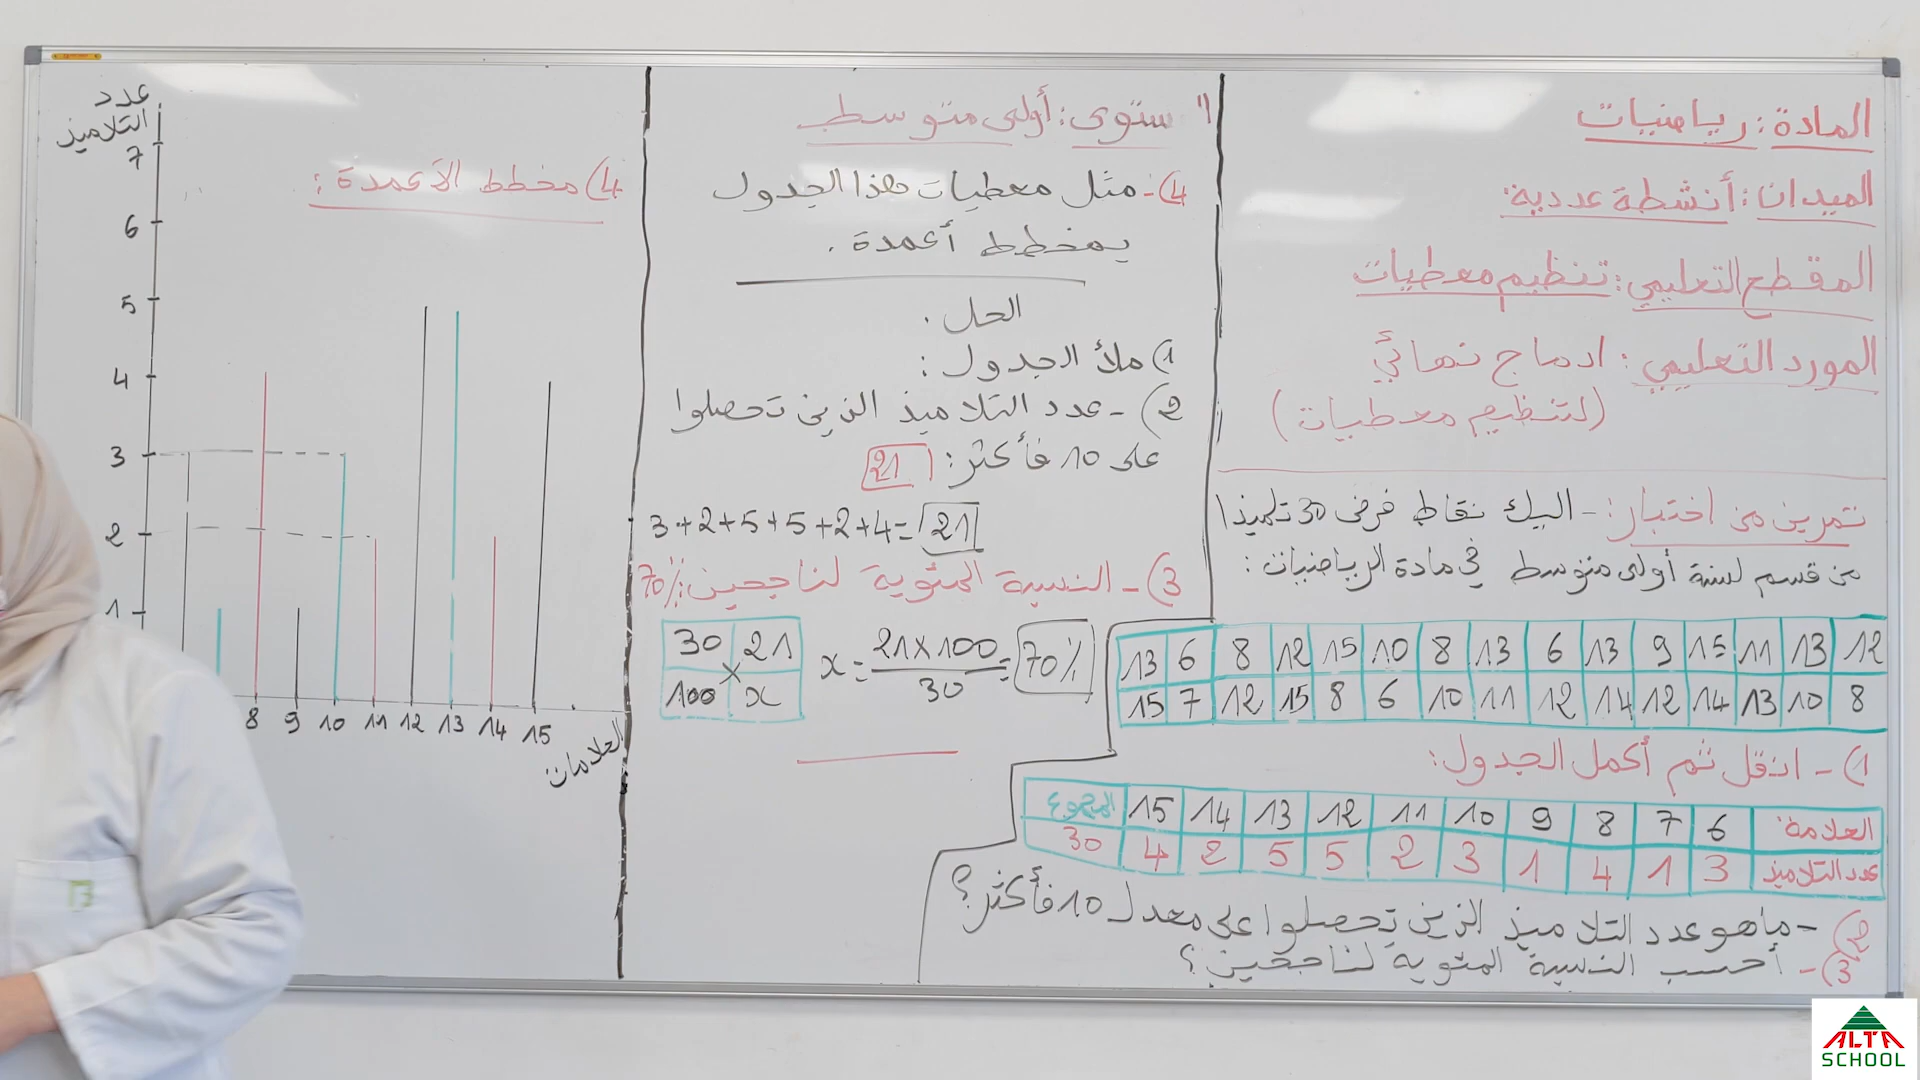 المادة: رياضيات
الميدان: أنشطة عددية
المقطع التعليمي: تنظيم معطيات
المورد التعليمي: ادماج نهائي
(لتنظيم معطيات)
تمرين من اختبار: - اليك نقاط فرض 30 تلميذا
من قسم لسنة أولى متوسط في مادة الرياضيات:
13 6 8 12 15 10 8 13 6 13 9 15 11 13 12
15 7 12 15 8 6 10 11 12 14 12 14 13 10 8
1) - انقل ثم أكمل الجدول:
العلامة 6 7 8 9 10 11 12 13 14 15 المجموع
عدد التلاميذ 3 1 4 1 3 2 5 5 2 4 30
2) - ما هو عدد التلاميذ الذين تحصلوا على معدل 10 فأكثر؟
3) - أحسب النسبة المئوية لناجحين؟
ستوى: أولى متوسط
4) - مثل معطيات هذا الجدول
بمخطط أعمدة.
الحل.
1) ملأ الجدول:
2) - عدد التلاميذ الذين تحصلوا
على 10 فأكثر: 21
3+2+5+5+2+4=21
3) - النسبة المئوية لناجحين: 70%
30 21
100 x
x = 21×100 / 30 = 70%
4) مخطط الأعمدة:
عدد
التلاميذ
7
6
5
4
3
2
1
8 9 10 11 12 13 14 15
العلامات
ALTA
SCHOOL